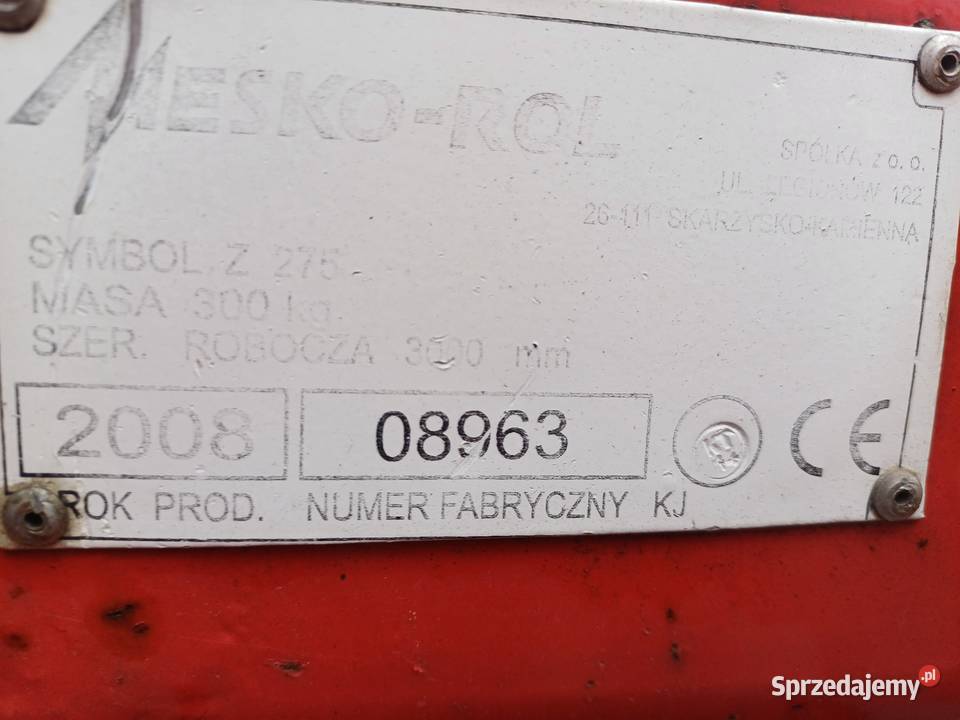 MESKO-ROL
SPÓŁKA z o. o.
UL. LEGIONÓW 122
26-111 SKARŻYSKO-KAMIENNA
SYMBOL Z 275
MASA 300 kg.
SZER. ROBOCZA 3000 mm
2008 08963 CE
ROK PROD. NUMER FABRYCZNY KJ
Sprzedajemy.pl